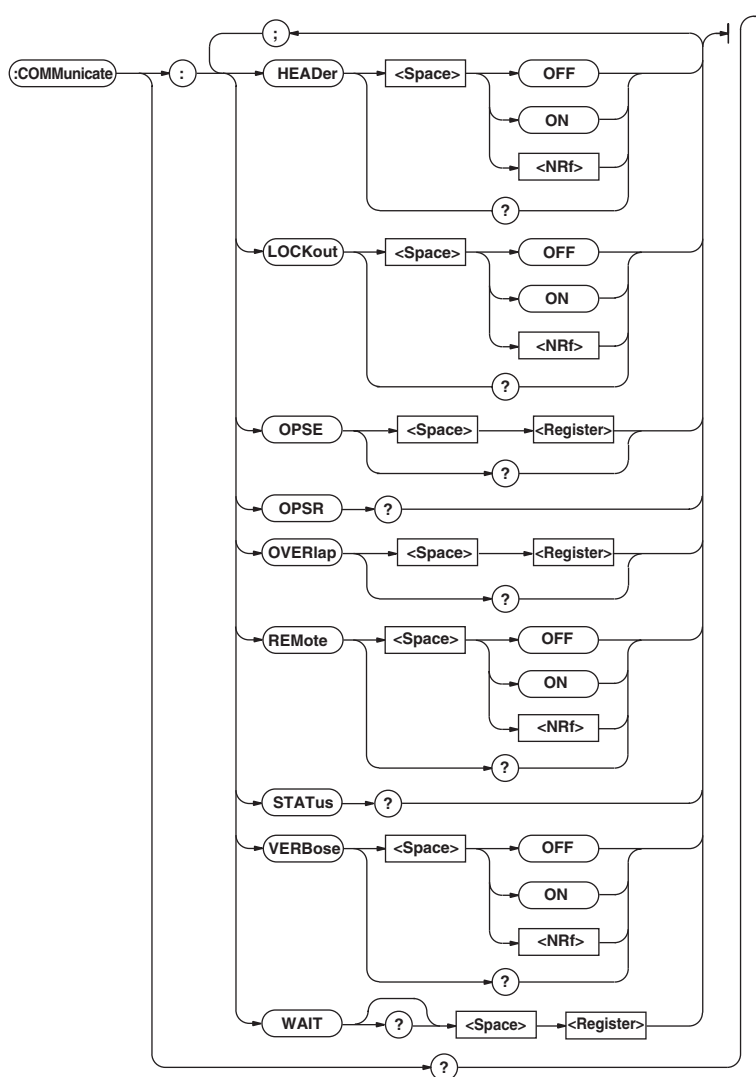 ;
:COMMunicate : HEADer <Space> OFF
ON
<NRf>
?
LOCKout <Space> OFF
ON
<NRf>
?
OPSE <Space> <Register>
?
OPSR ?
OVERlap <Space> <Register>
?
REMote <Space> OFF
ON
<NRf>
?
STATus ?
VERBose <Space> OFF
ON
<NRf>
?
WAIT ? <Space> <Register>
?